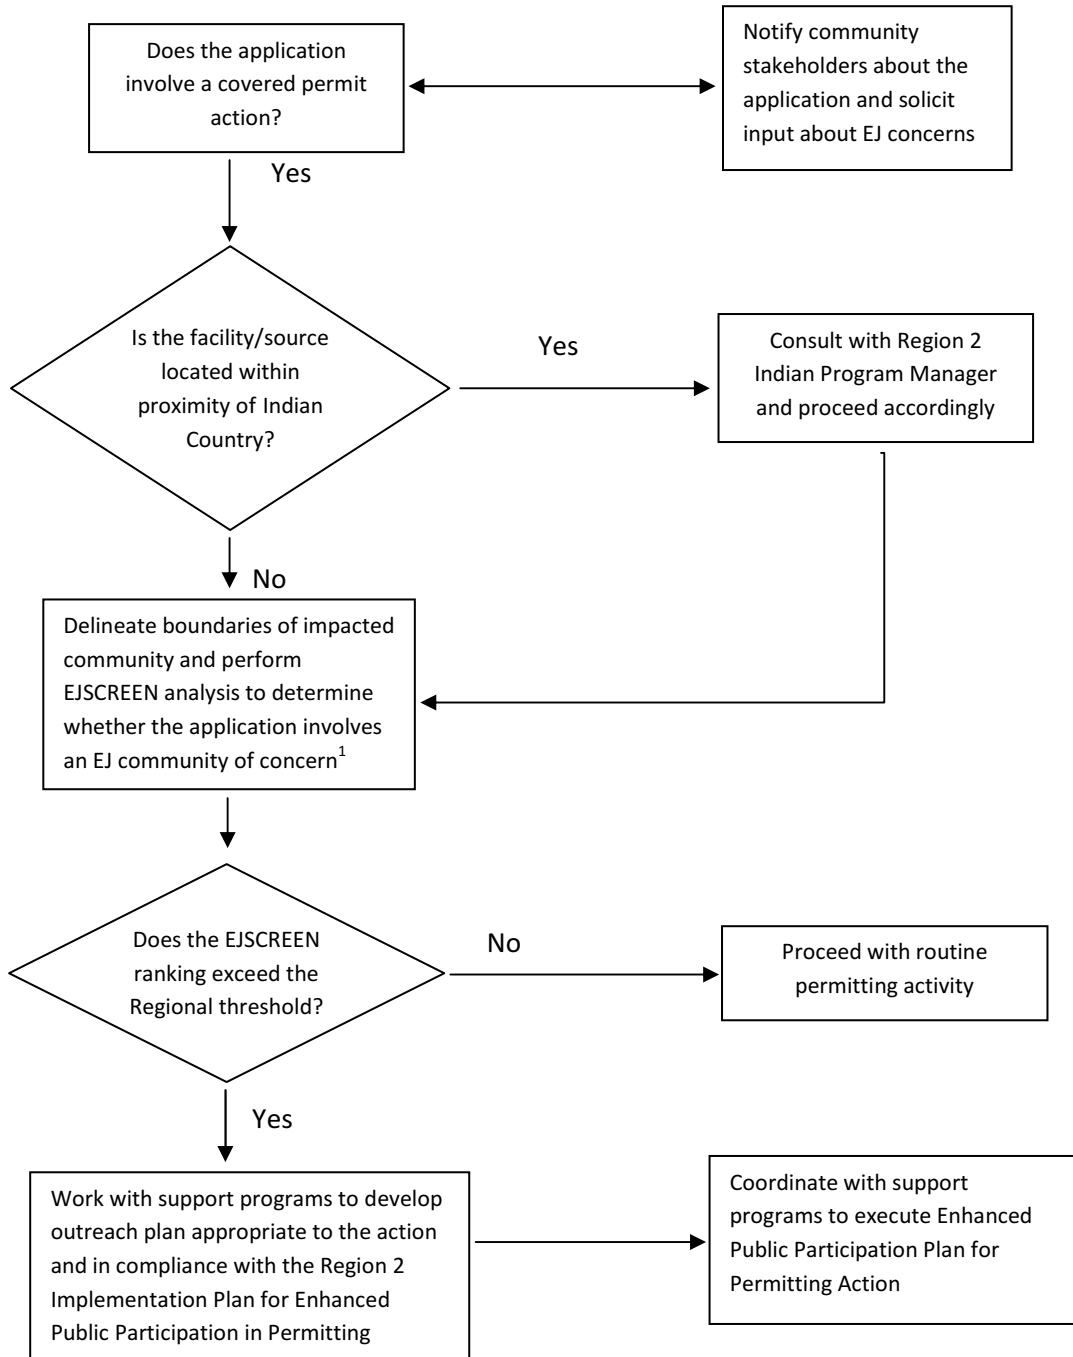 Does the application
involve a covered permit
action?
Notify community
stakeholders about the
application and solicit
input about EJ concerns
Yes
Is the facility/source
located within
proximity of Indian
Country?
Yes
Consult with Region 2
Indian Program Manager
and proceed accordingly
No
Delineate boundaries of impacted
community and perform
EJSCREEN analysis to determine
whether the application involves
an EJ community of concern1
Does the EJSCREEN
ranking exceed the
Regional threshold?
No
Proceed with routine
permitting activity
Yes
Work with support programs to develop
outreach plan appropriate to the action
and in compliance with the Region 2
Implementation Plan for Enhanced
Public Participation in Permitting
Coordinate with support
programs to execute Enhanced
Public Participation Plan for
Permitting Action